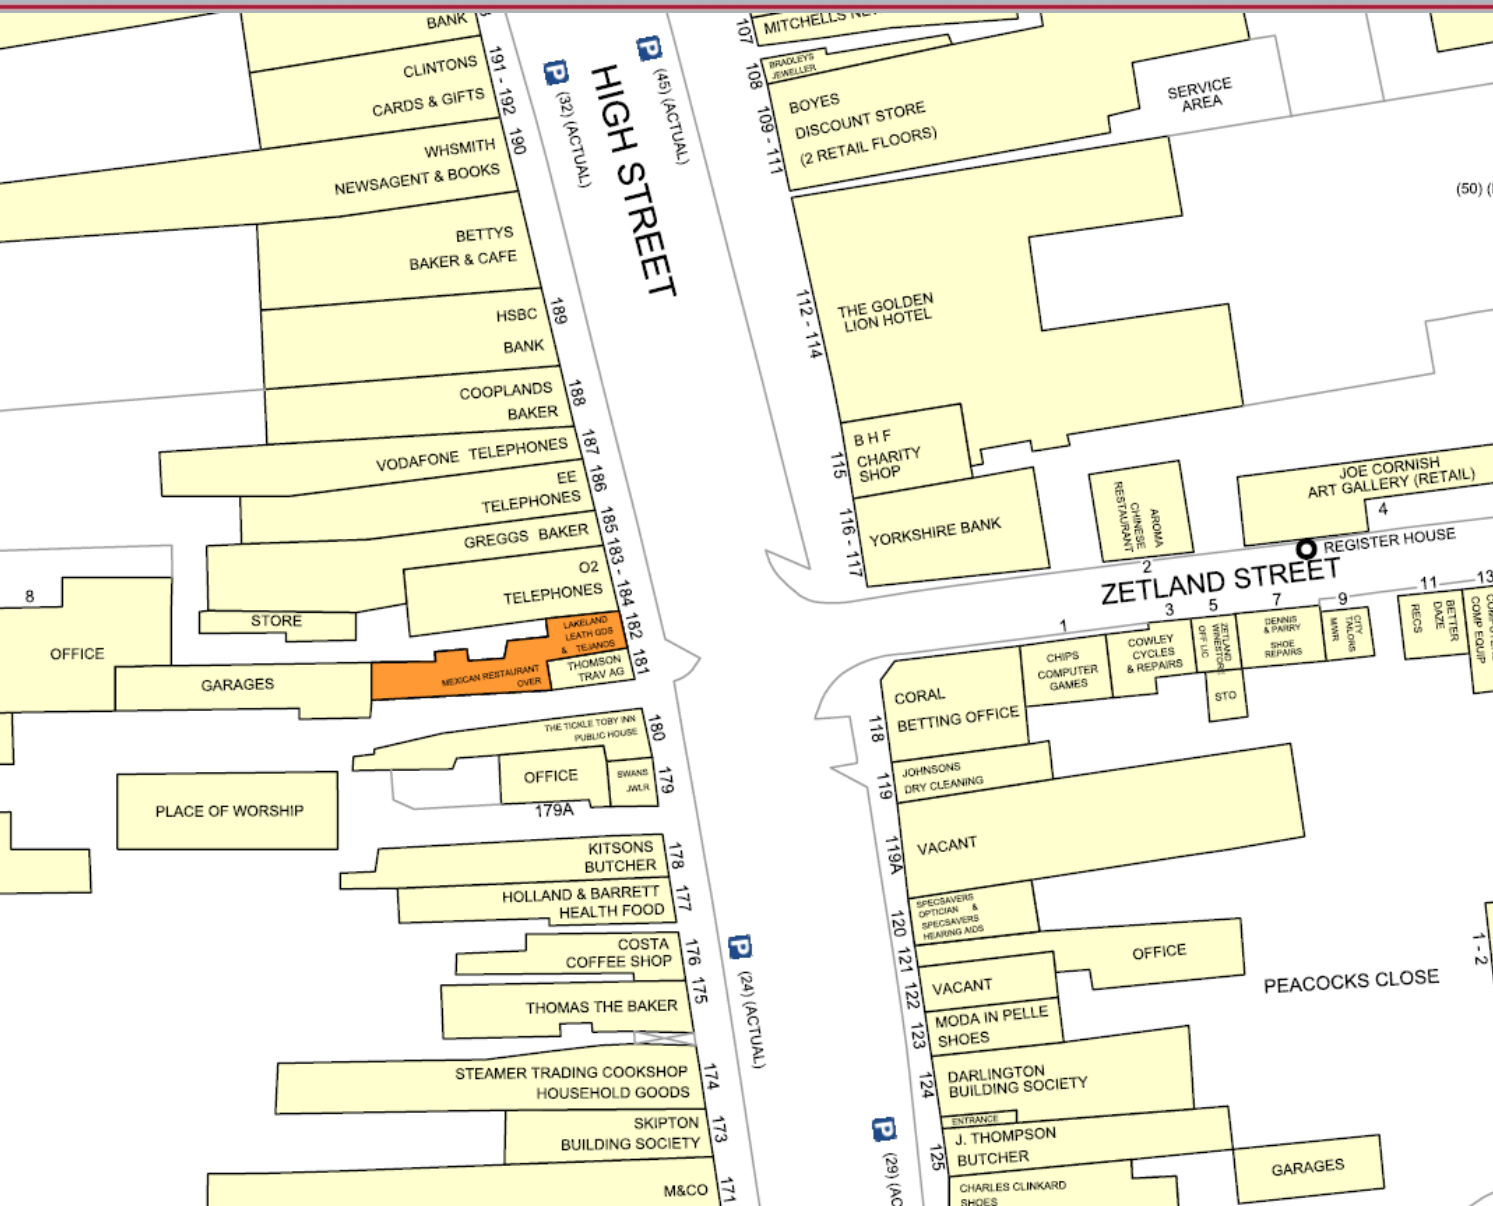 BANK
CLINTONS
CARDS & GIFTS
191 - 192
WHSMITH
NEWSAGENT & BOOKS
190
BETTYS
BAKER & CAFE
HSBC
BANK
189
COOPLANDS
BAKER
188
VODAFONE TELEPHONES
187
EE
TELEPHONES
186
GREGGS BAKER
185
O2
TELEPHONES
183 - 184
STORE
8
OFFICE
GARAGES
LAKELAND
LEATH GDS
& TEJANOS
182
MEXICAN RESTAURANT
OVER
THOMSON
TRAV AG
181
THE TICKLE TOBY INN
PUBLIC HOUSE
180
OFFICE
179A
SWANS
JWLR
179
PLACE OF WORSHIP
KITSONS
BUTCHER
178
HOLLAND & BARRETT
HEALTH FOOD
177
COSTA
COFFEE SHOP
176
THOMAS THE BAKER
175
STEAMER TRADING COOKSHOP
HOUSEHOLD GOODS
174
SKIPTON
BUILDING SOCIETY
173
M&CO
171
P
(32) (ACTUAL)
HIGH STREET
P
(45) (ACTUAL)
P
(24) (ACTUAL)
P
(29)
107
MITCHELLS
108
BRADLEYS
JEWELLER
109 - 111
BOYES
DISCOUNT STORE
(2 RETAIL FLOORS)
SERVICE
AREA
(50)
112 - 114
THE GOLDEN
LION HOTEL
115
B H F
CHARITY
SHOP
116 - 117
YORKSHIRE BANK
AROMA
CHINESE
RESTAURANT
2
JOE CORNISH
ART GALLERY (RETAIL)
4
REGISTER HOUSE
ZETLAND STREET
1
3
5
7
9
11
13
CHIPS
COMPUTER
GAMES
COWLEY
CYCLES
& REPAIRS
ZETLAND
WINESTORE
OFF LIC
STO
DENNIS
& PARRY
SHOE
REPAIRS
CITY
TAILORS
M/WR
BETTER
DAZE
RECS
COMP EQUIP
118
CORAL
BETTING OFFICE
119
JOHNSONS
DRY CLEANING
119A
VACANT
120
SPECSAVERS
OPTICIAN &
SPECSAVERS
HEARING AIDS
121
OFFICE
122
VACANT
123
MODA IN PELLE
SHOES
124
DARLINGTON
BUILDING SOCIETY
ENTRANCE
125
J. THOMPSON
BUTCHER
GARAGES
CHARLES CLINKARD
SHOES
PEACOCKS CLOSE
1 - 2